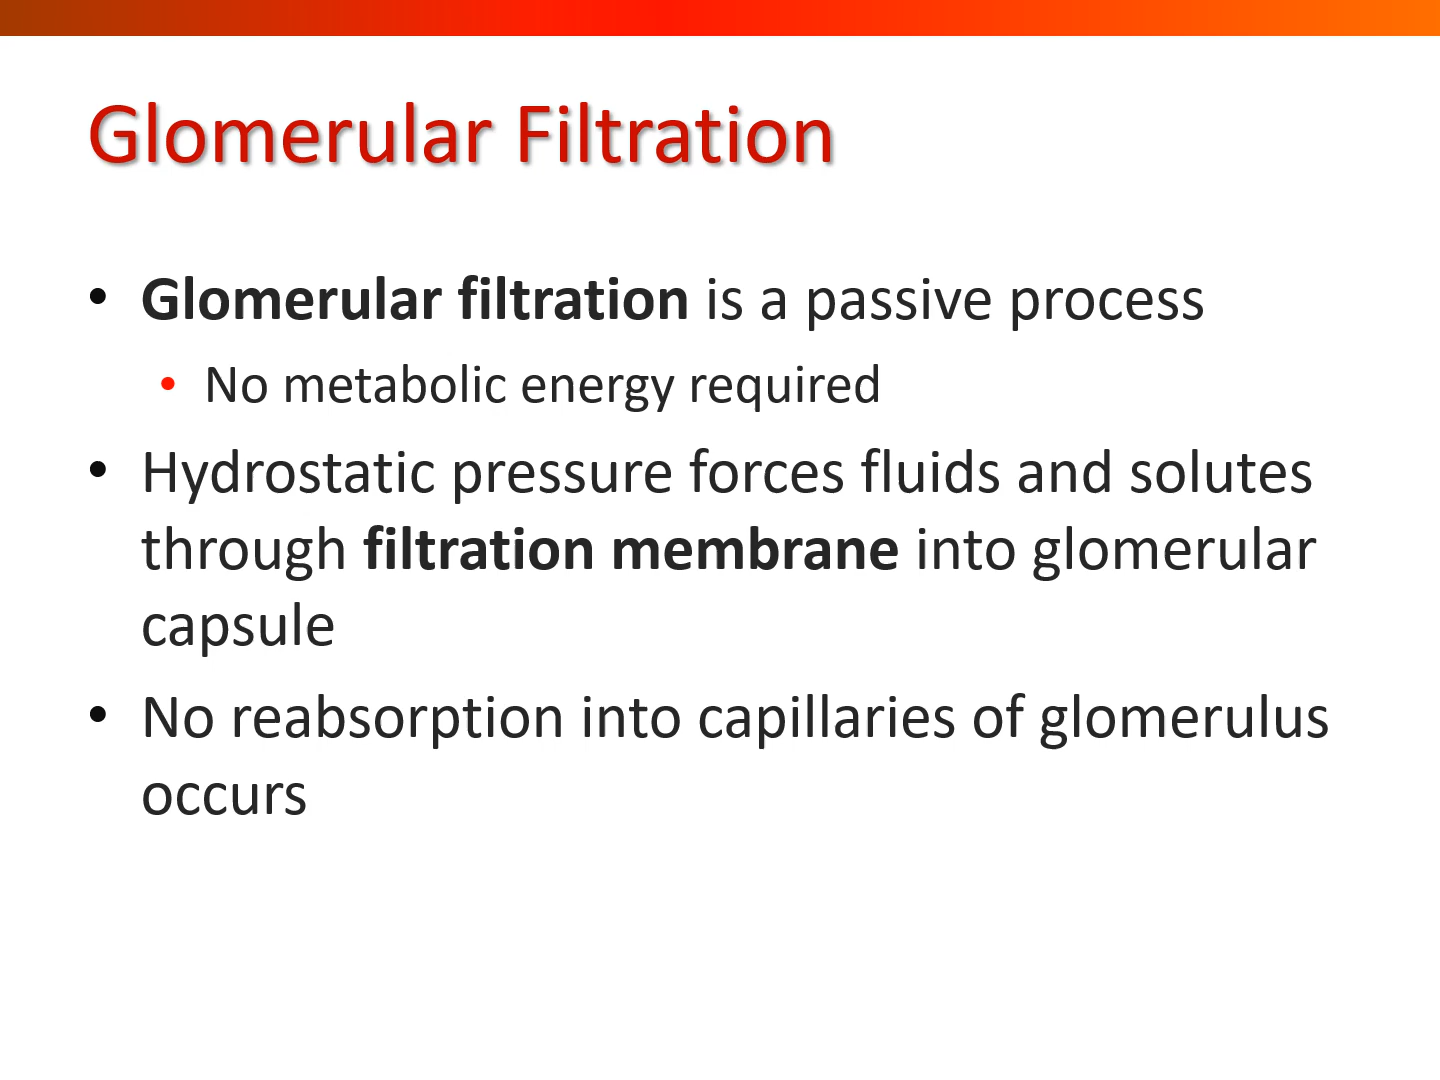 Glomerular Filtration
• Glomerular filtration is a passive process
• No metabolic energy required
• Hydrostatic pressure forces fluids and solutes
through filtration membrane into glomerular
capsule
• No reabsorption into capillaries of glomerulus
occurs